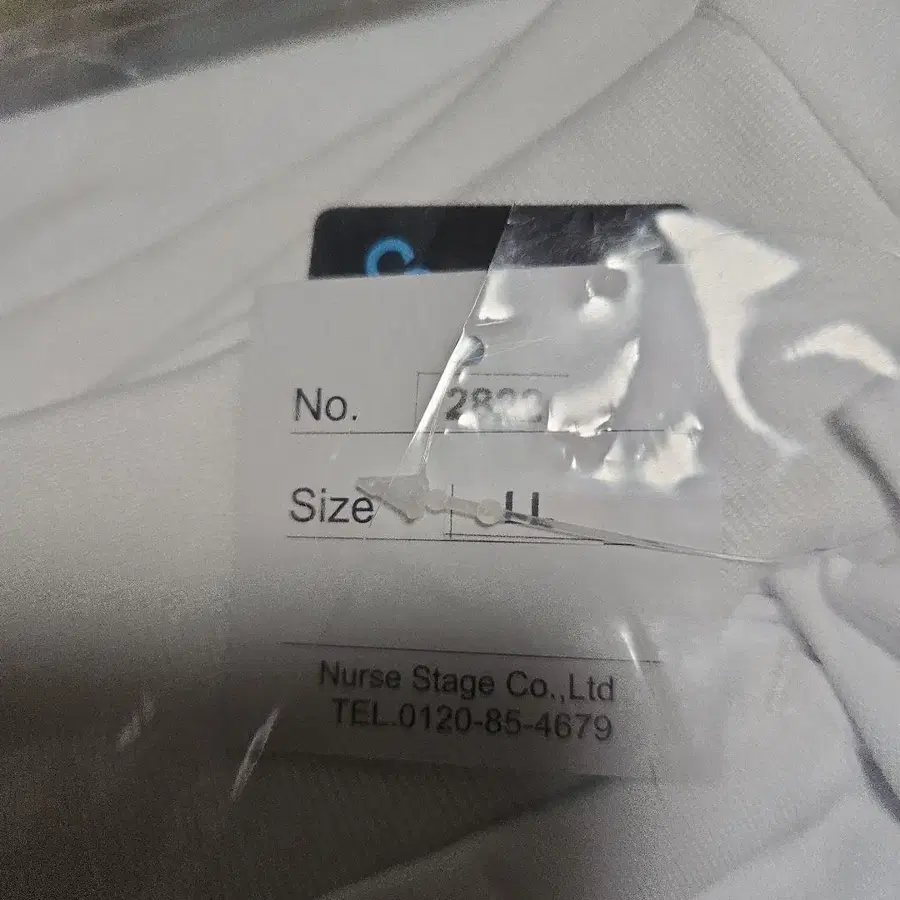 No.
Size
Nurse Stage Co.,Ltd
TEL.0120-85-4679